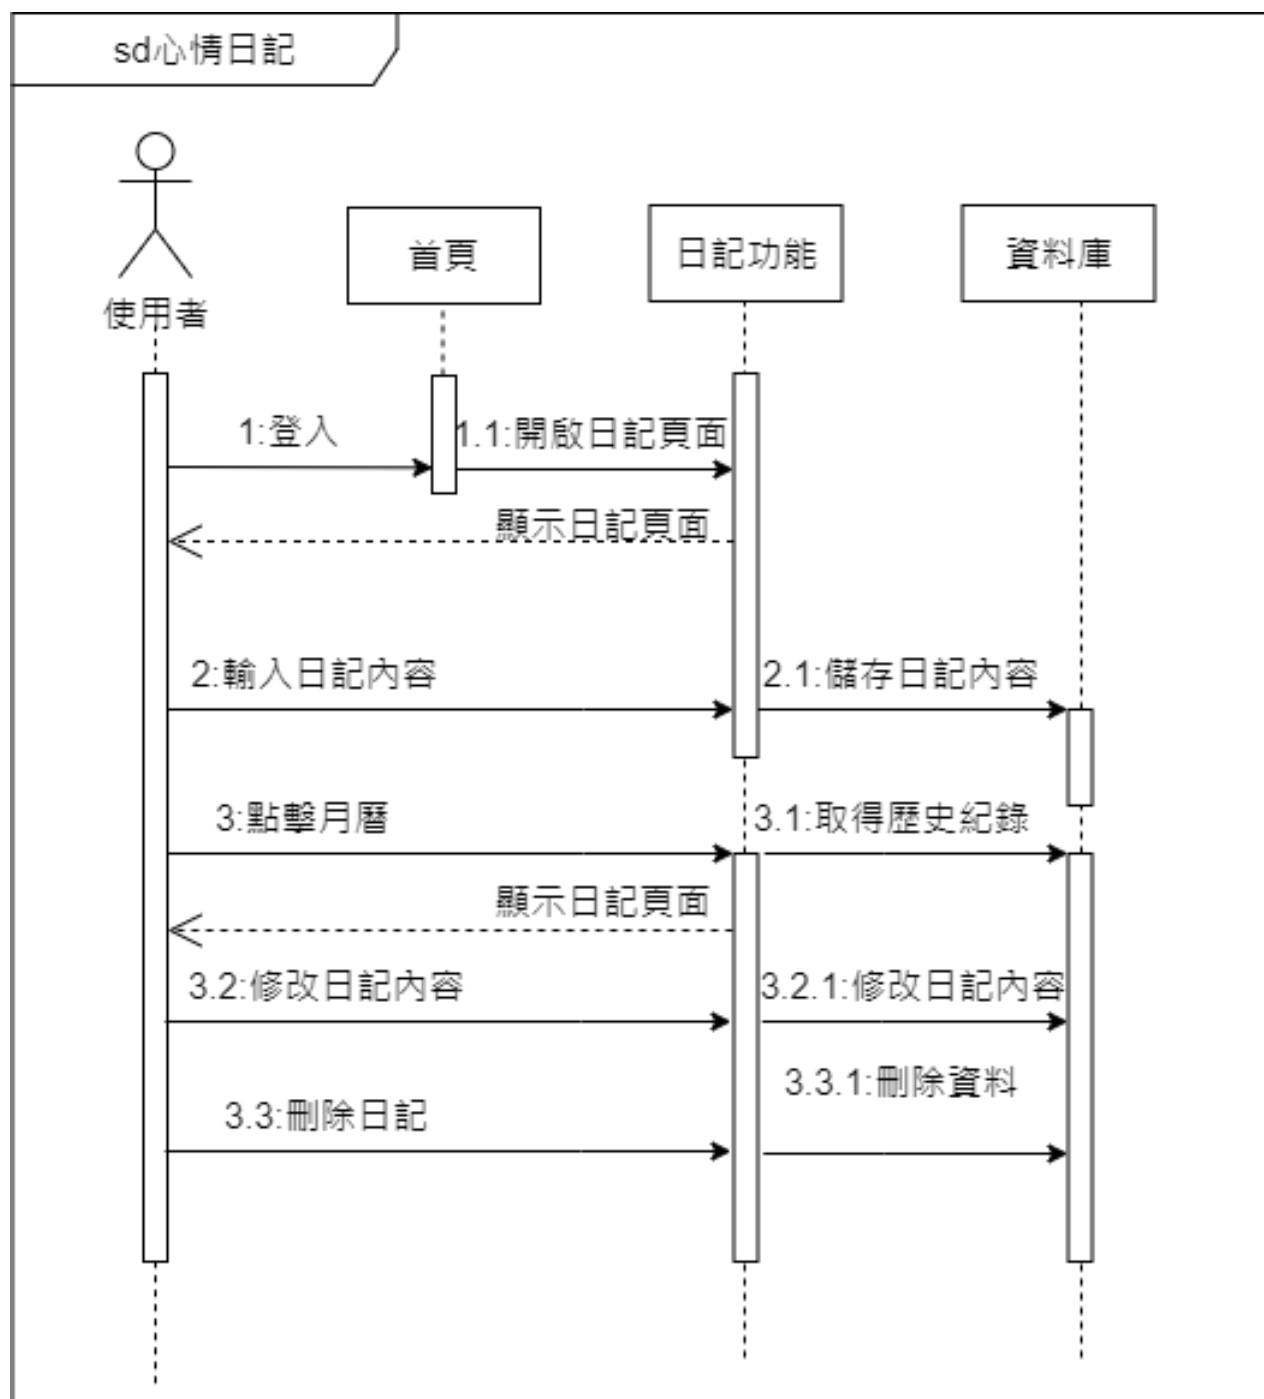 sd心情日記
使用者
首頁
日記功能
資料庫
1:登入
1.1:開啟日記頁面
顯示日記頁面
2:輸入日記內容
2.1:儲存日記內容
3:點擊月曆
3.1:取得歷史紀錄
顯示日記頁面
3.2:修改日記內容
3.2.1:修改日記內容
3.3:刪除日記
3.3.1:刪除資料